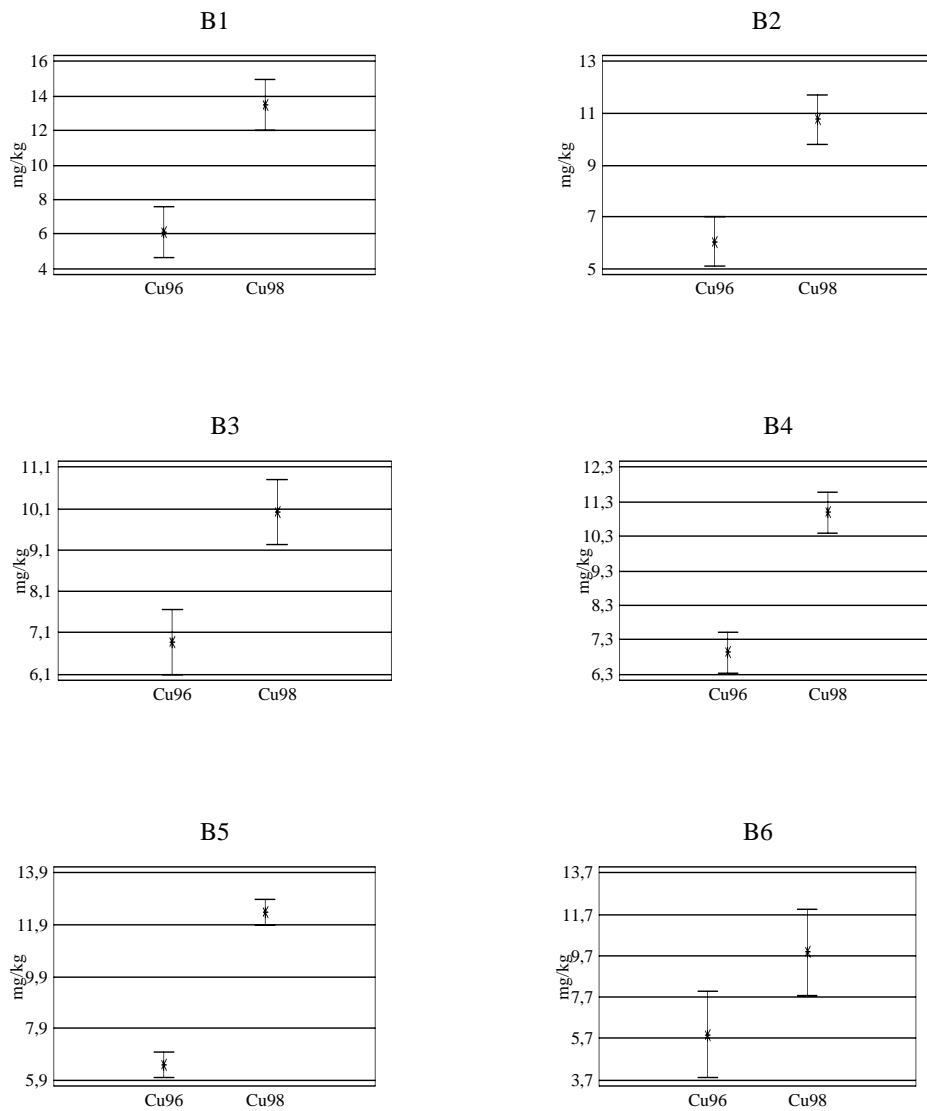 B1
16
14
12
10
8
6
4
mg/kg
Cu96 Cu98
B2
13
11
9
7
5
mg/kg
Cu96 Cu98
B3
11,1
10,1
9,1
8,1
7,1
6,1
mg/kg
Cu96 Cu98
B4
12,3
11,3
10,3
9,3
8,3
7,3
6,3
mg/kg
Cu96 Cu98
B5
13,9
11,9
9,9
7,9
5,9
mg/kg
Cu96 Cu98
B6
13,7
11,7
9,7
7,7
5,7
3,7
mg/kg
Cu96 Cu98